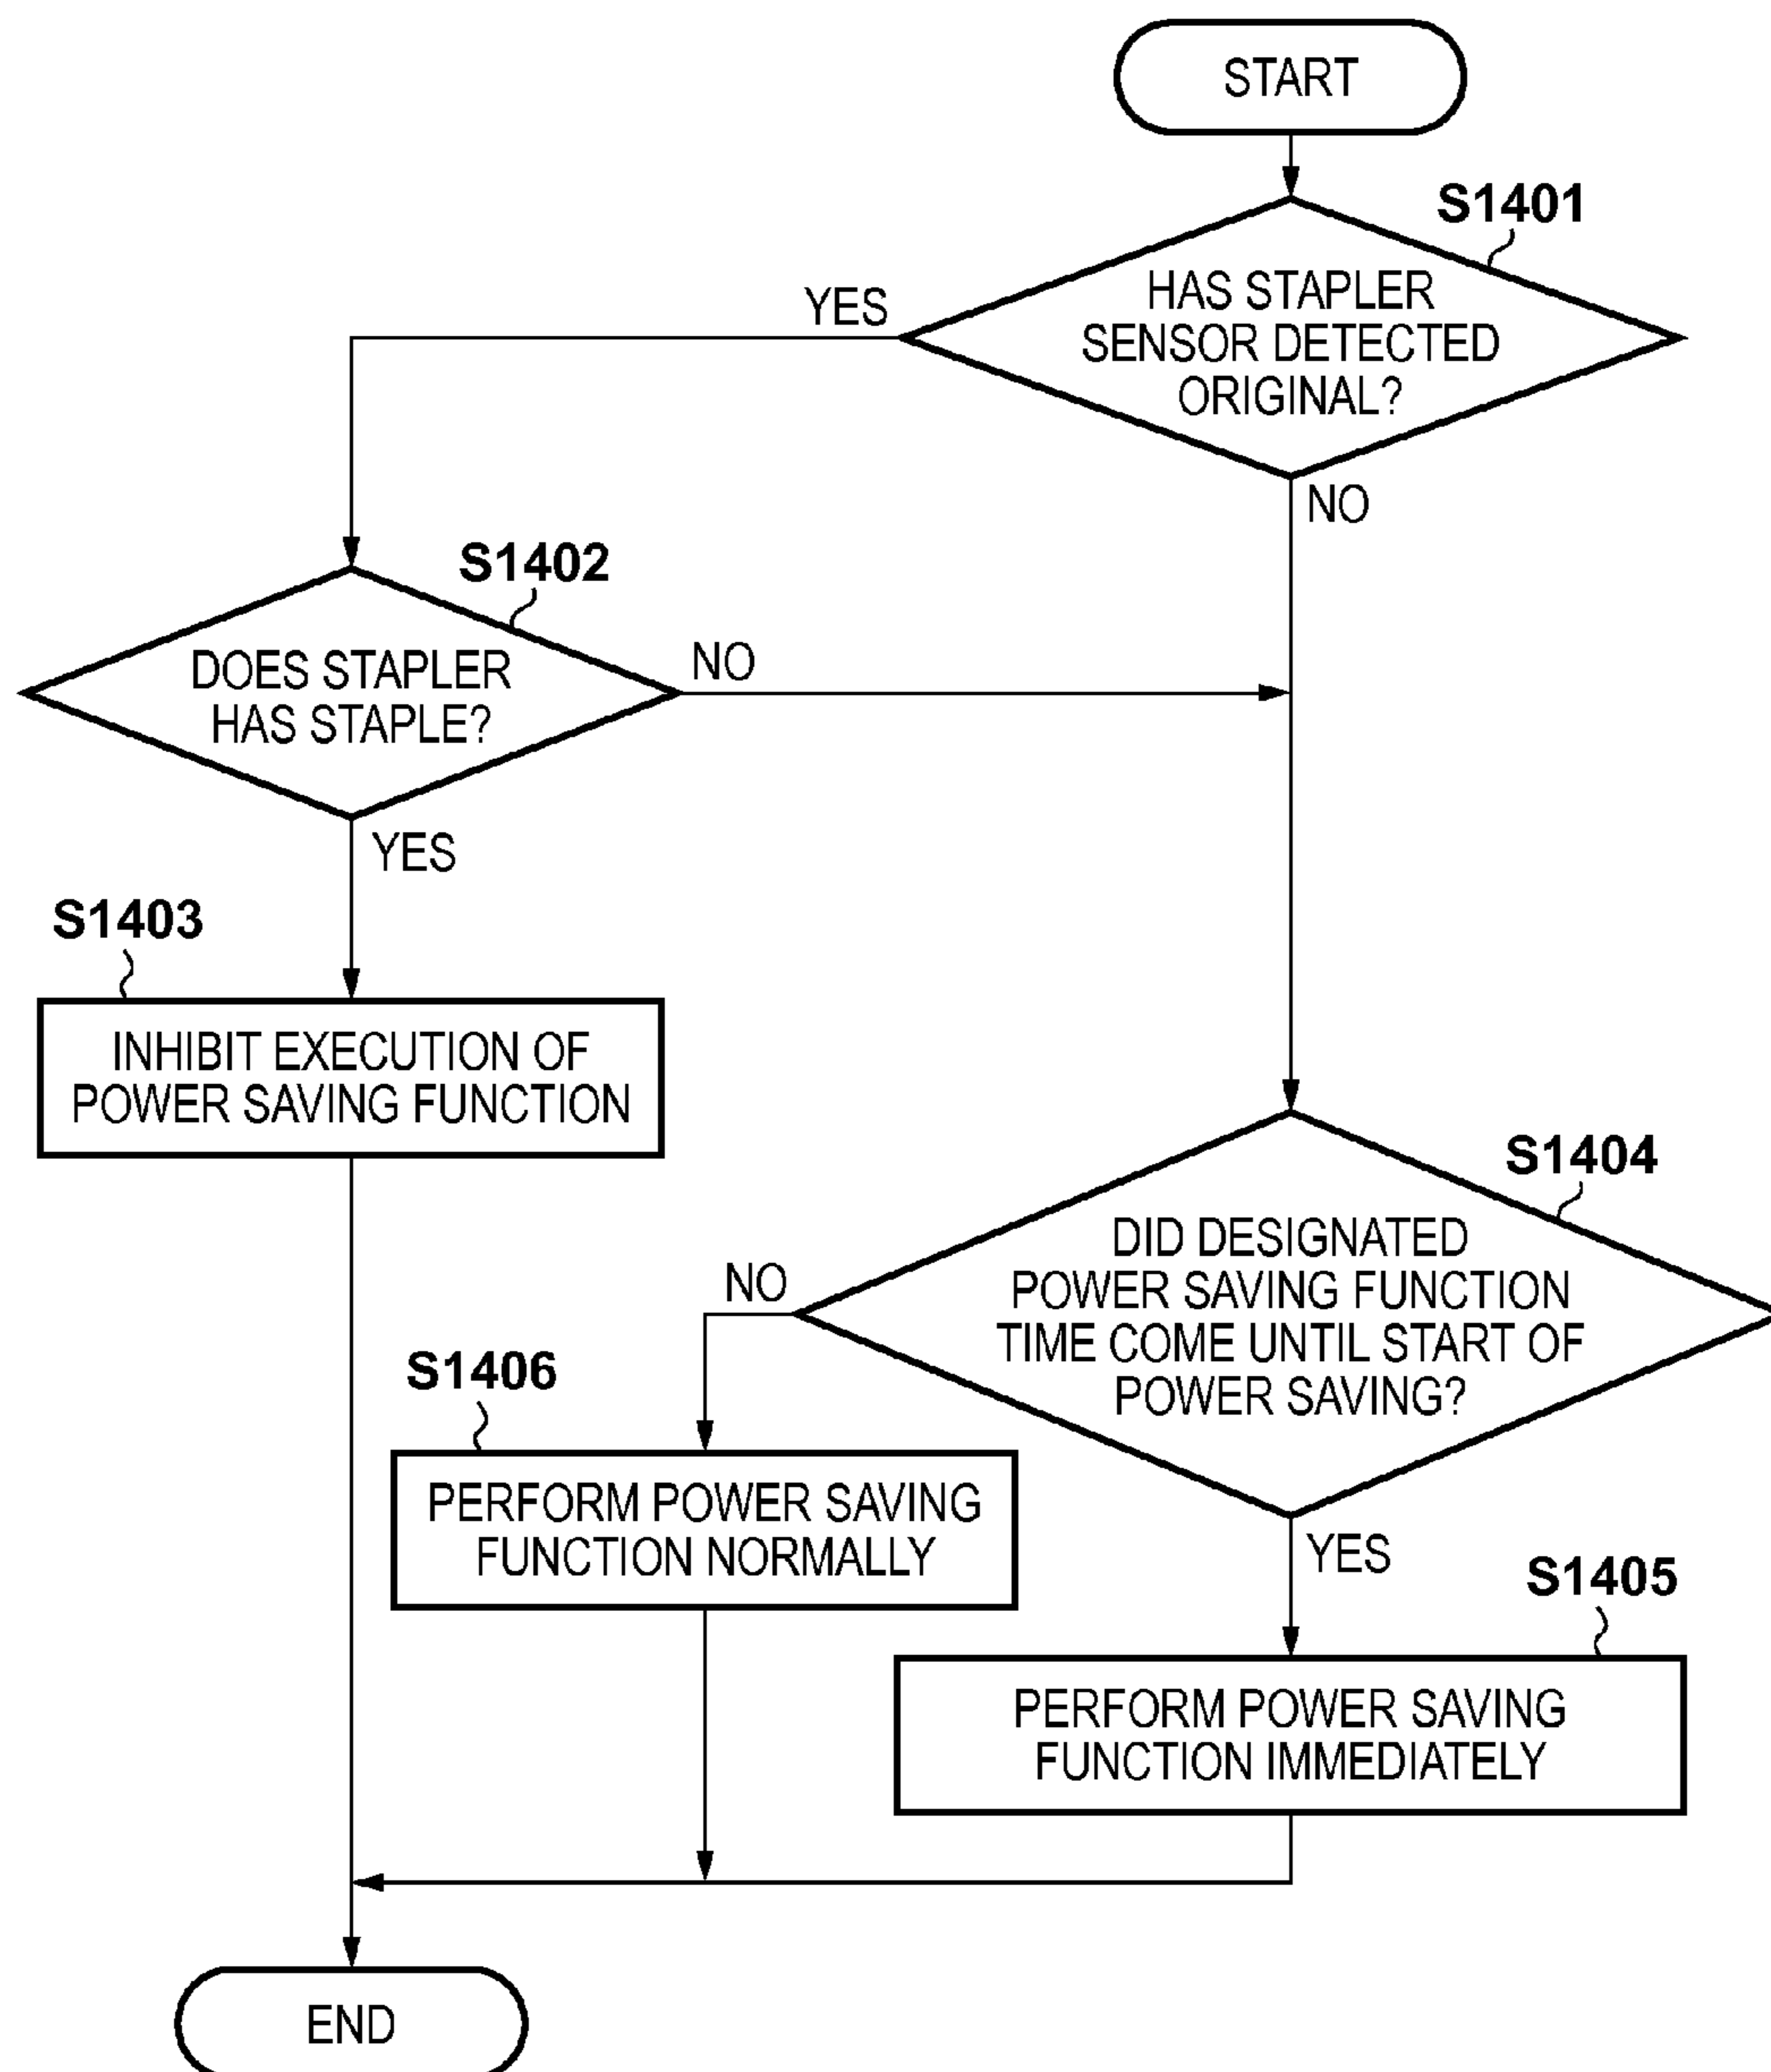 START
S1401
HAS STAPLER
SENSOR DETECTED
ORIGINAL?
YES
NO
S1402
DOES STAPLER
HAS STAPLE?
NO
YES
S1403
INHIBIT EXECUTION OF
POWER SAVING FUNCTION
S1404
DID DESIGNATED
POWER SAVING FUNCTION
TIME COME UNTIL START OF
POWER SAVING?
NO
YES
S1406
PERFORM POWER SAVING
FUNCTION NORMALLY
S1405
PERFORM POWER SAVING
FUNCTION IMMEDIATELY
END